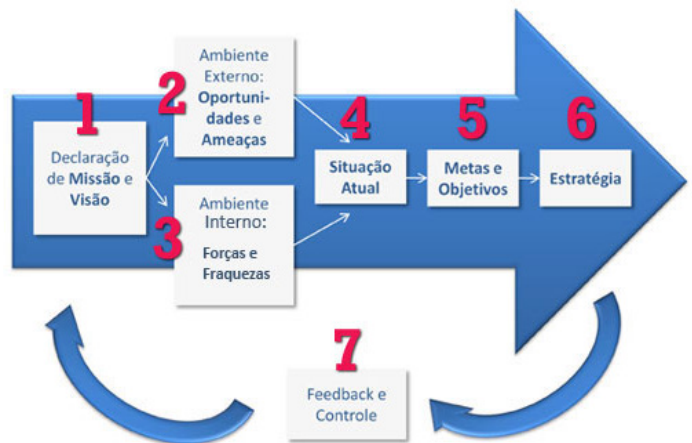 1
Declaração
de Missão e
Visão
2
Ambiente
Externo:
Oportuni-
dades e
Ameaças
3
Ambiente
Interno:
Forças e
Fraquezas
4
Situação
Atual
5
Metas e
Objetivos
6
Estratégia
7
Feedback e
Controle